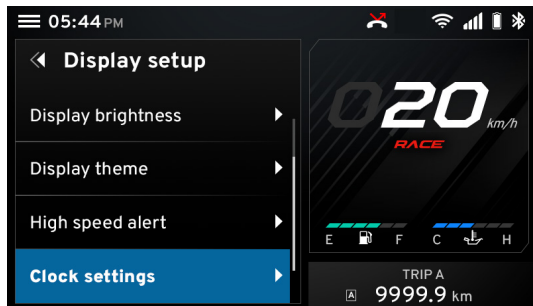 05:44 PM
Display setup
Display brightness
Display theme
High speed alert
Clock settings
020 km/h
RACE
E F C H
TRIP A
A 9999.9 km